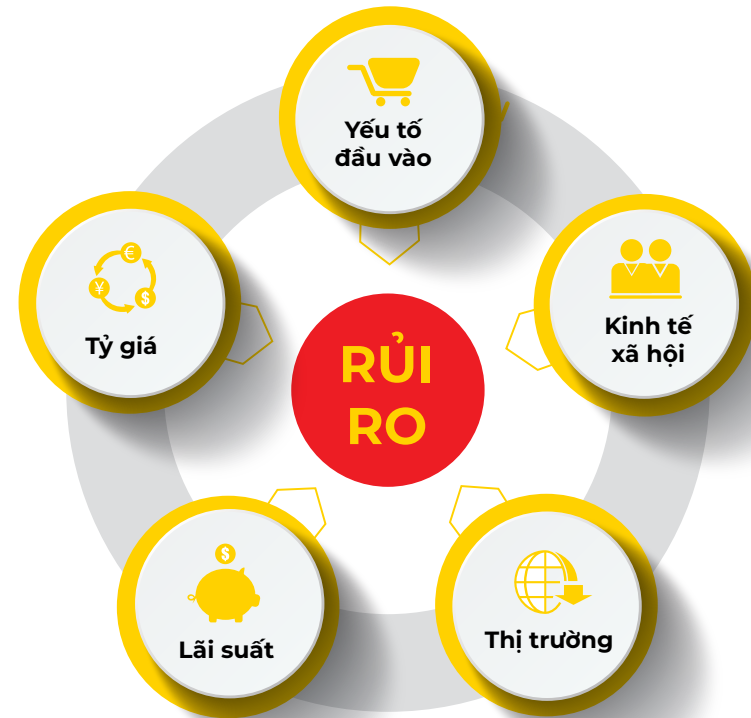 Yếu tố
đầu vào
Kinh tế
xã hội
Tỷ giá
RỦI
RO
Lãi suất
Thị trường
€
¥
$
$